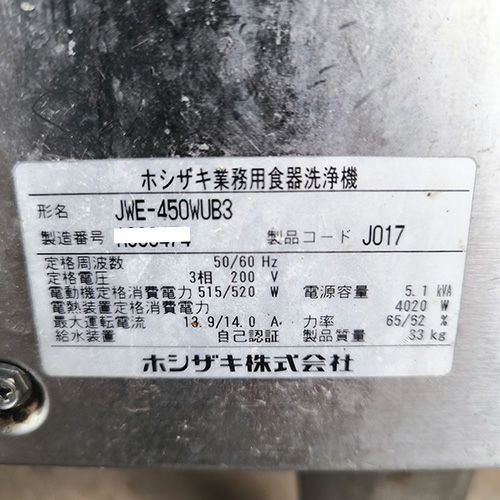 ホシザキ業務用食器洗浄機
形名 JWE-450WUB3
製造番号 製品コード J017
定格周波数 50/60 Hz
定格電圧 3相 200 V
電動機定格消費電力 515/520 W 電源容量 5.1 kVA
電熱装置定格消費電力 4020 W
最大運転電流 13.9/14.0 A 力率 65/62 %
給水装置 自己認証 製品質量 33 kg
ホシザキ株式会社